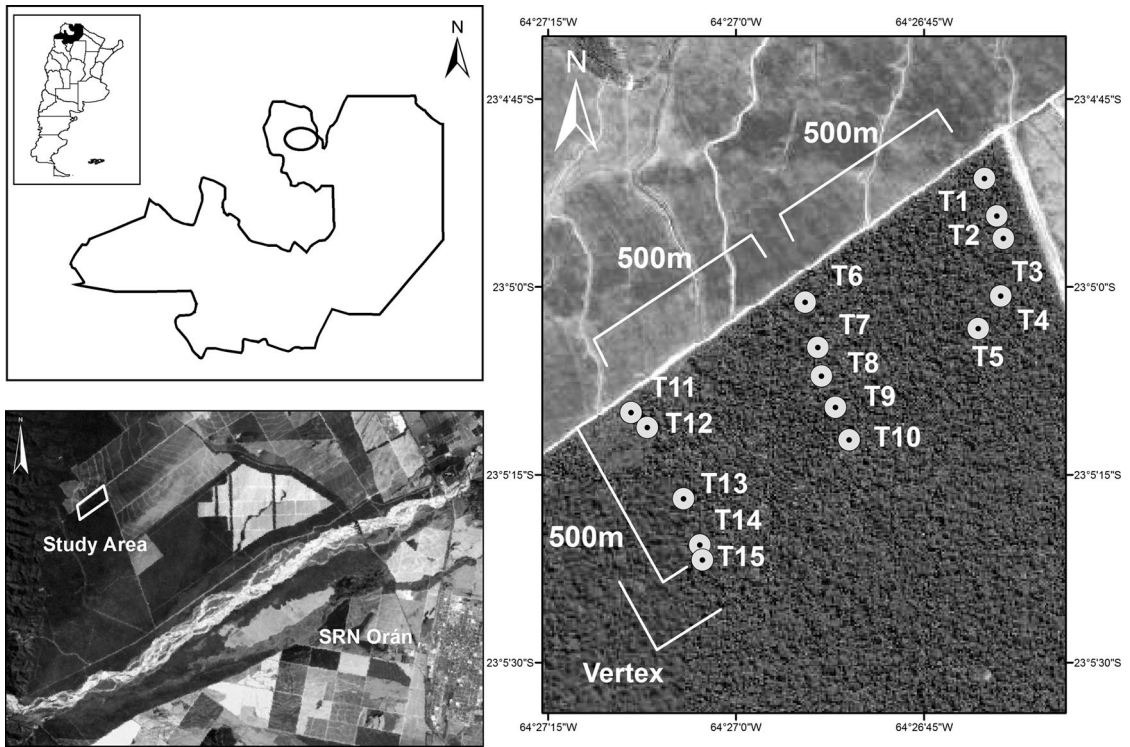 N
N
Study Area
SRN Orán
64°27'15"W
64°27'0"W
64°26'45"W
N
23°4'45"S
23°4'45"S
500m
T1
T2
500m
T6
T3
23°5'0"S
23°5'0"S
T7
T4
T5
T8
T11
T9
T12
T10
23°5'15"S
23°5'15"S
T13
T14
500m
T15
23°5'30"S
23°5'30"S
Vertex
64°27'15"W
64°27'0"W
64°26'45"W